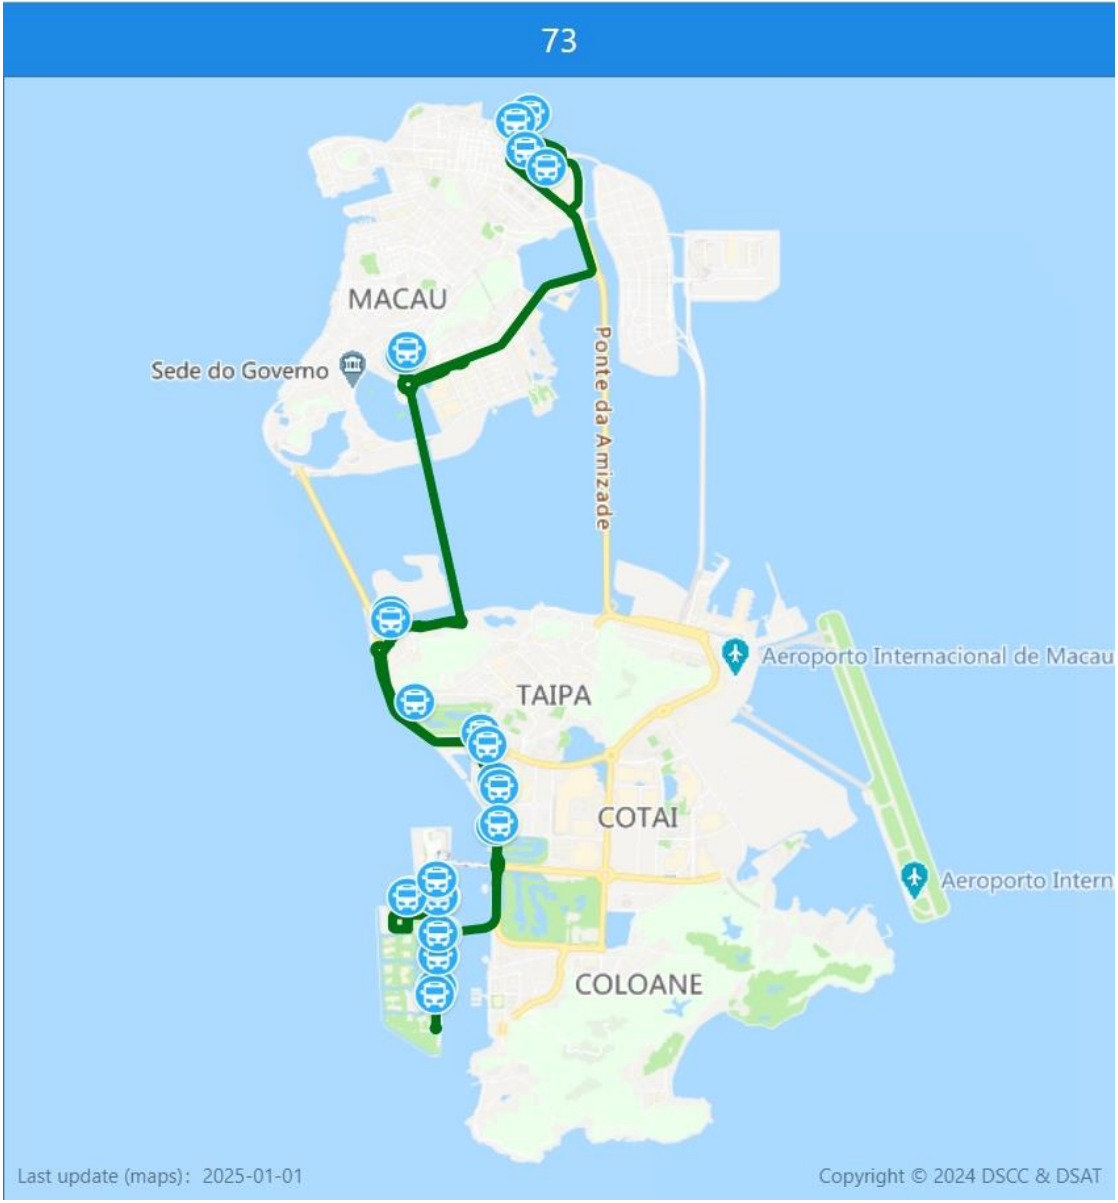 73
MACAU
Sede do Governo
Ponte da Amizade
Aeroporto Internacional de Macau
TAIPA
COTAI
Aeroporto Intern
COLOANE
Last update (maps): 2025-01-01
Copyright © 2024 DSCC & DSAT